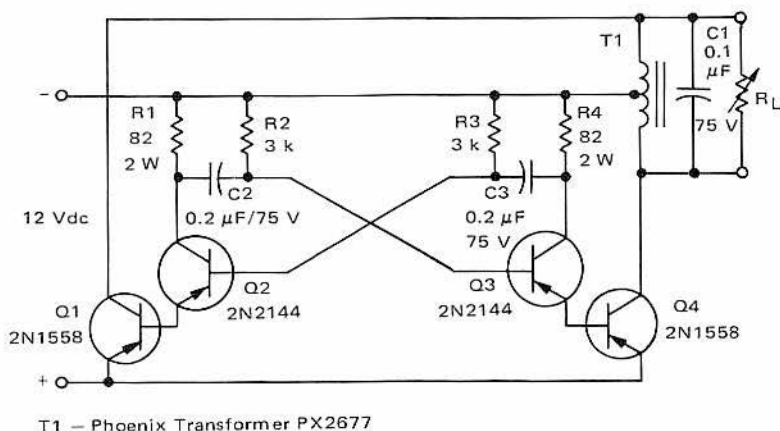 T1
C1
0.1
μF
75 V
RL
−
R1
82
2 W
R2
3 k
R3
3 k
R4
82
2 W
C2
0.2 μF/75 V
C3
0.2 μF
75 V
12 Vdc
Q1
2N1558
Q2
2N2144
Q3
2N2144
Q4
2N1558
+
T1 – Phoenix Transformer PX2677